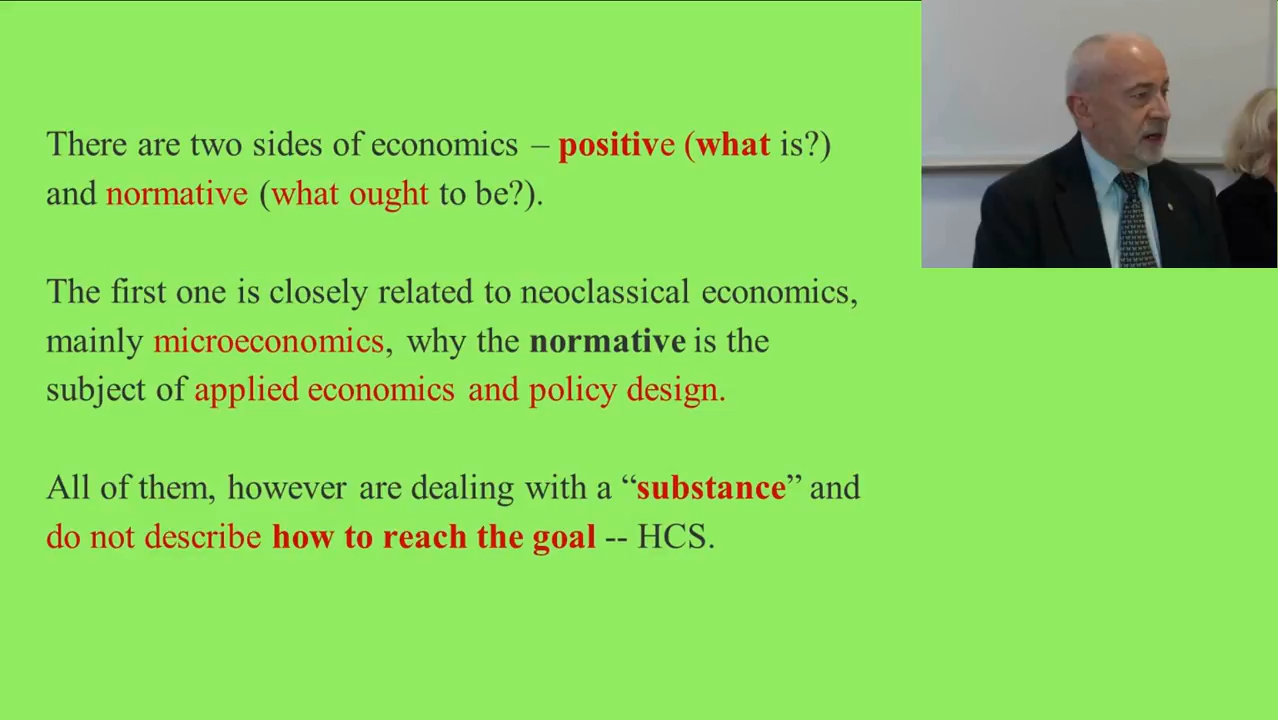 There are two sides of economics – positive (what is?)
and normative (what ought to be?).
The first one is closely related to neoclassical economics,
mainly microeconomics, why the normative is the
subject of applied economics and policy design.
All of them, however are dealing with a “substance” and
do not describe how to reach the goal -- HCS.